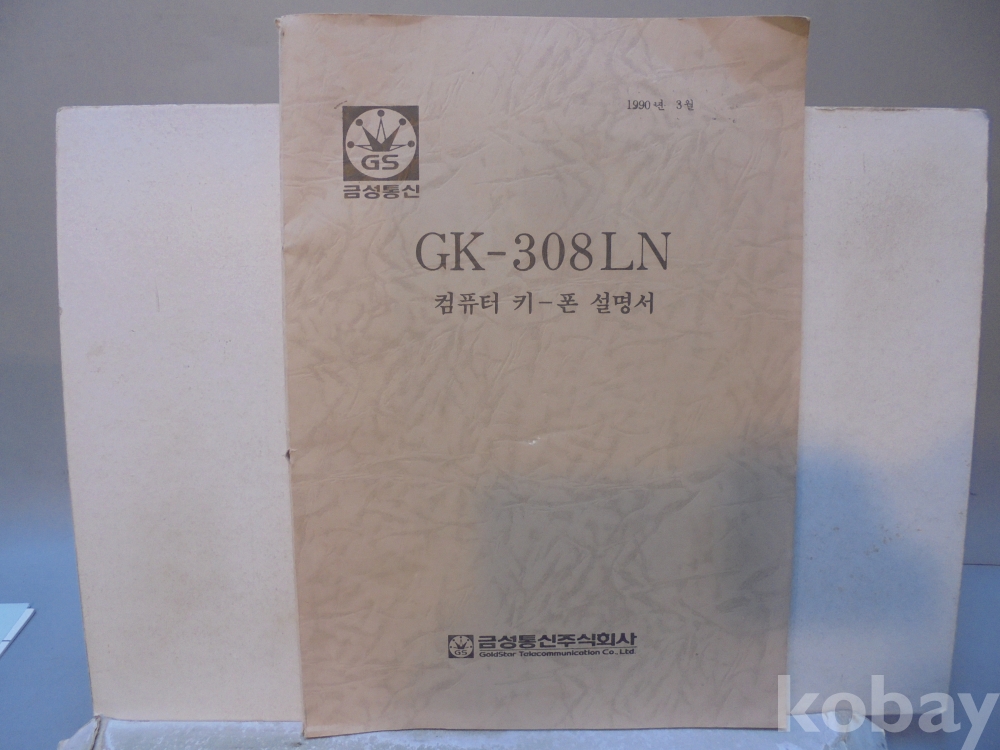 1990년 3월
GS
금성통신
GK-308LN
컴퓨터 키-폰 설명서
GS
금성통신주식회사
GoldStar Telecommunication Co., Ltd.
kobay